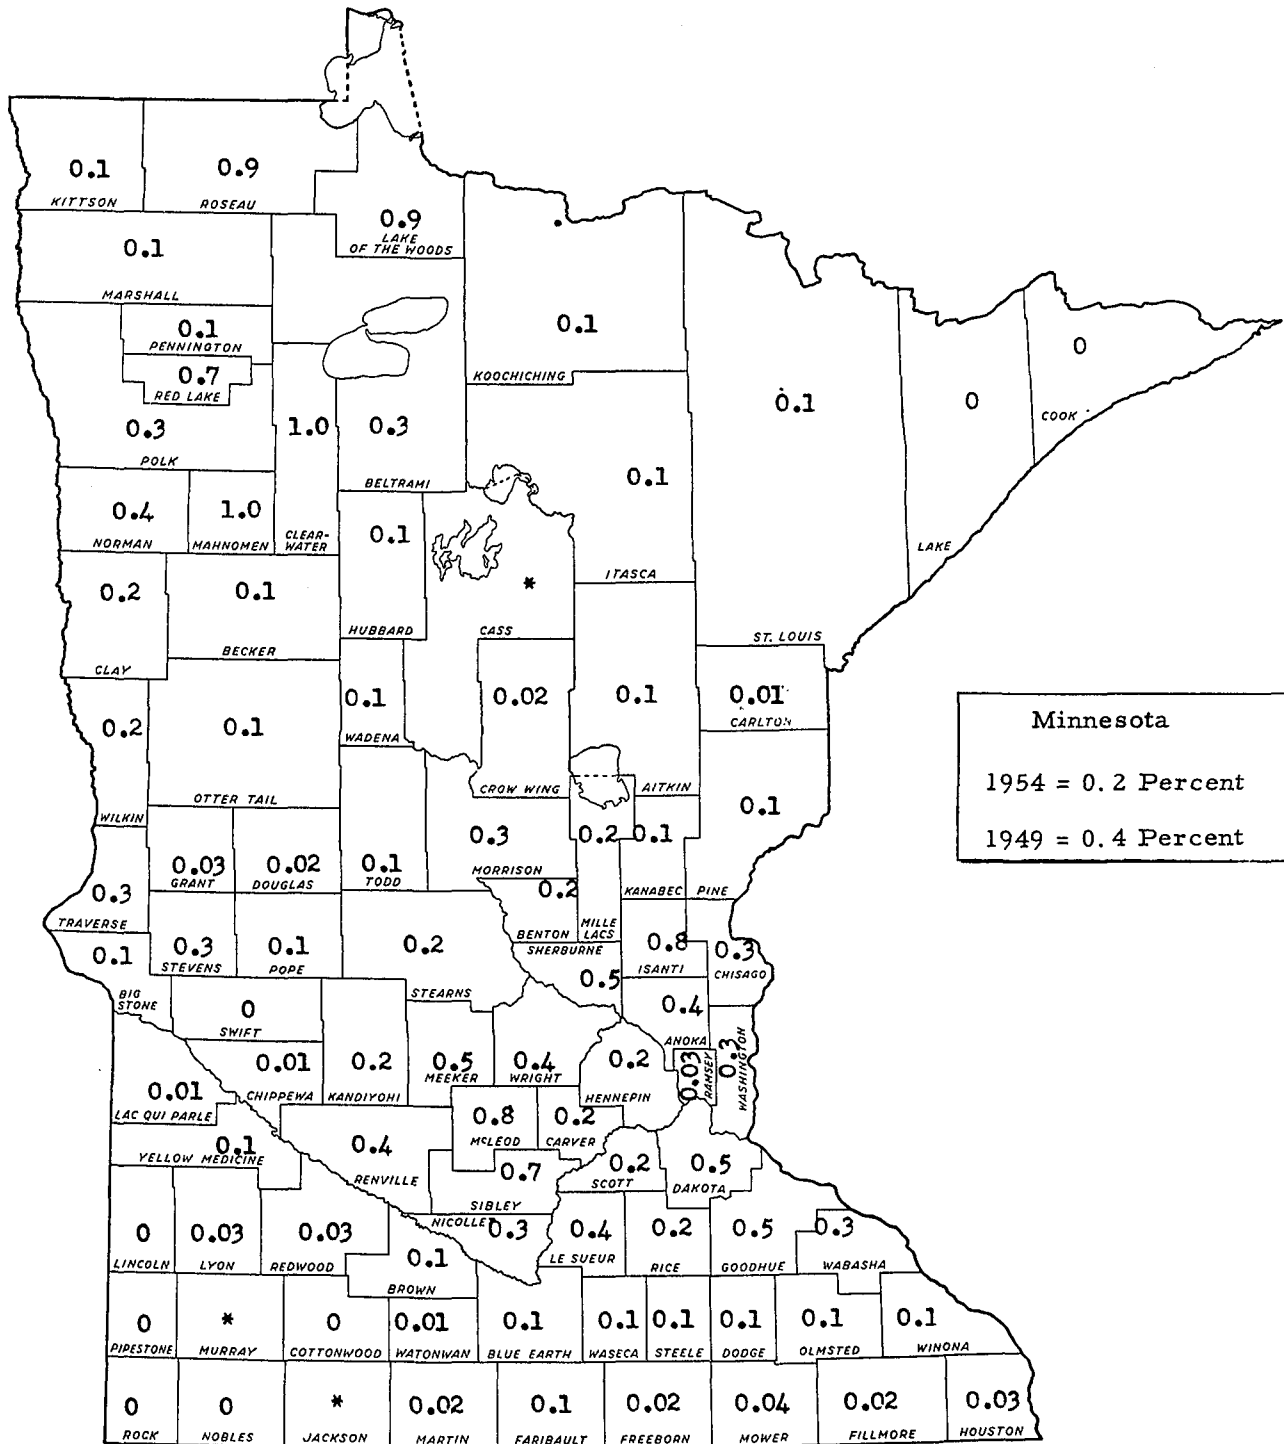 0.1
KITTSON
0.9
ROSEAU
0.9
LAKE
OF THE WOODS
0.1
MARSHALL
0.1
PENNINGTON
0.7
RED LAKE
0.3
POLK
1.0
CLEAR-
WATER
0.3
BELTRAMI
0.1
KOOCHICHING
0.1
ITASCA
0.1
ST. LOUIS
0
LAKE
0
COOK
0.4
NORMAN
1.0
MAHNOMEN
0.1
HUBBARD
*
CASS
0.2
CLAY
0.1
BECKER
0.2
WILKIN
0.1
OTTER TAIL
0.1
WADENA
0.02
CROW WING
0.1
AITKIN
0.01
CARLTON
Minnesota
1954 = 0.2 Percent
1949 = 0.4 Percent
0.1
PINE
0.3
TRAVERSE
0.03
GRANT
0.02
DOUGLAS
0.1
TODD
0.3
MORRISON
0.2
MILLE
LACS
0.1
KANABEC
0.2
BENTON
0.1
BIG
STONE
0.3
STEVENS
0.1
POPE
0.2
STEARNS
SHERBURNE
0.5
0.8
ISANTI
0.3
CHISAGO
0
SWIFT
0.4
ANOKA
0.01
LAC QUI PARLE
0.01
CHIPPEWA
0.2
KANDIYOHI
0.5
MEEKER
0.4
WRIGHT
0.2
HENNEPIN
0.03
RAMSEY
0.3
WASHINGTON
0.1
YELLOW MEDICINE
0.4
RENVILLE
0.8
McLEOD
0.2
CARVER
0.7
SIBLEY
0.2
SCOTT
0.5
DAKOTA
0
LINCOLN
0.03
LYON
0.03
REDWOOD
0.1
BROWN
NICOLLET
0.3
0.4
LE SUEUR
0.2
RICE
0.5
GOODHUE
0.3
WABASHA
0
PIPESTONE
*
MURRAY
0
COTTONWOOD
0.01
WATONWAN
0.1
BLUE EARTH
0.1
WASECA
0.1
STEELE
0.1
DODGE
0.1
OLMSTED
0.1
WINONA
0
ROCK
0
NOBLES
*
JACKSON
0.02
MARTIN
0.1
FARIBAULT
0.02
FREEBORN
0.04
MOWER
0.02
FILLMORE
0.03
HOUSTON